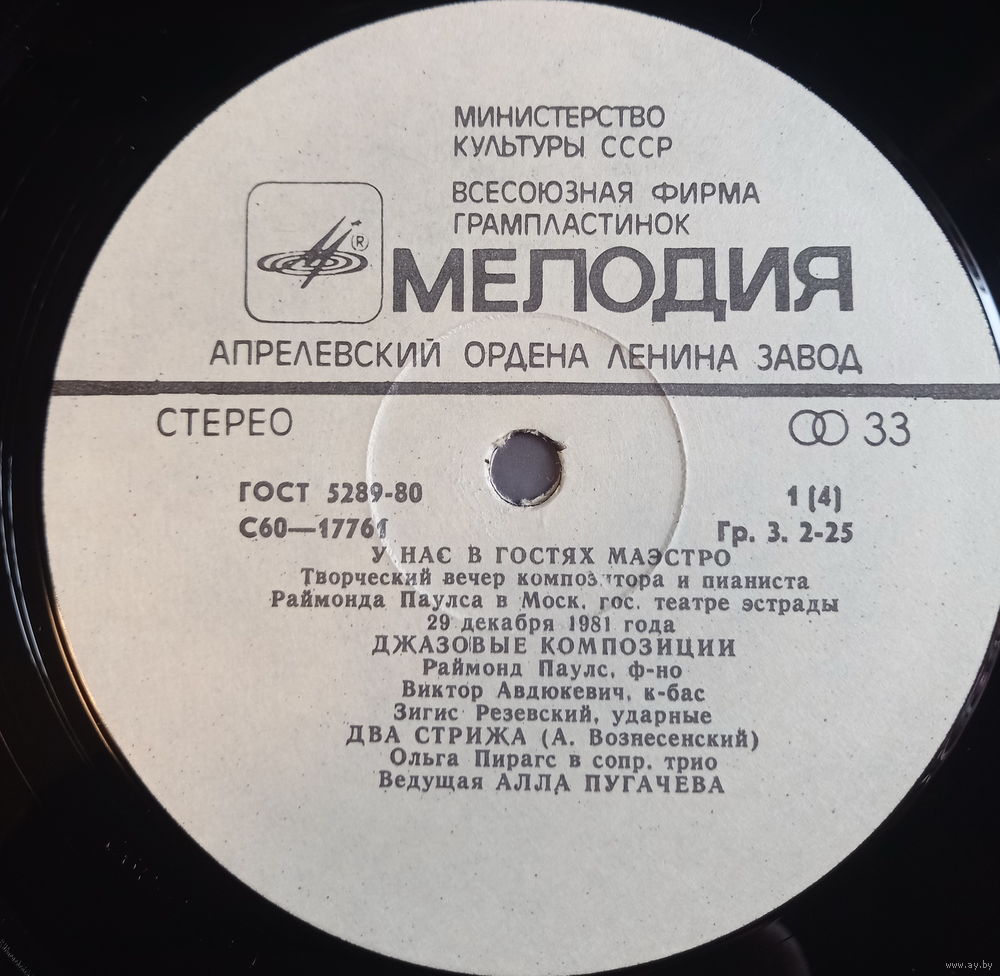 МИНИСТЕРСТВО
КУЛЬТУРЫ СССР
ВСЕСОЮЗНАЯ ФИРМА
ГРАМПЛАСТИНОК
®
МЕЛОДИЯ
АПРЕЛЕВСКИЙ ОРДЕНА ЛЕНИНА ЗАВОД
СТЕРЕО 33
ГОСТ 5289-80 1 (4)
С60—17761 Гр. 3. 2-25
У НАС В ГОСТЯХ МАЭСТРО
Творческий вечер композитора и пианиста
Раймонда Паулса в Моск. гос. театре эстрады
29 декабря 1981 года
ДЖАЗОВЫЕ КОМПОЗИЦИИ
Раймонд Паулс, ф-но
Виктор Авдюкевич, к-бас
Зигис Резевский, ударные
ДВА СТРИЖА (А. Вознесенский)
Ольга Пирагс в сопр. трио
Ведущая АЛЛА ПУГАЧЕВА
www.ay.by